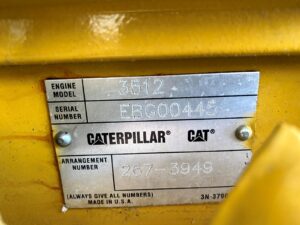 ENGINE MODEL 3512
SERIAL NUMBER EBG00445
CATERPILLAR® CAT®
ARRANGEMENT NUMBER 267-3949
(ALWAYS GIVE ALL NUMBERS)
MADE IN U.S.A.